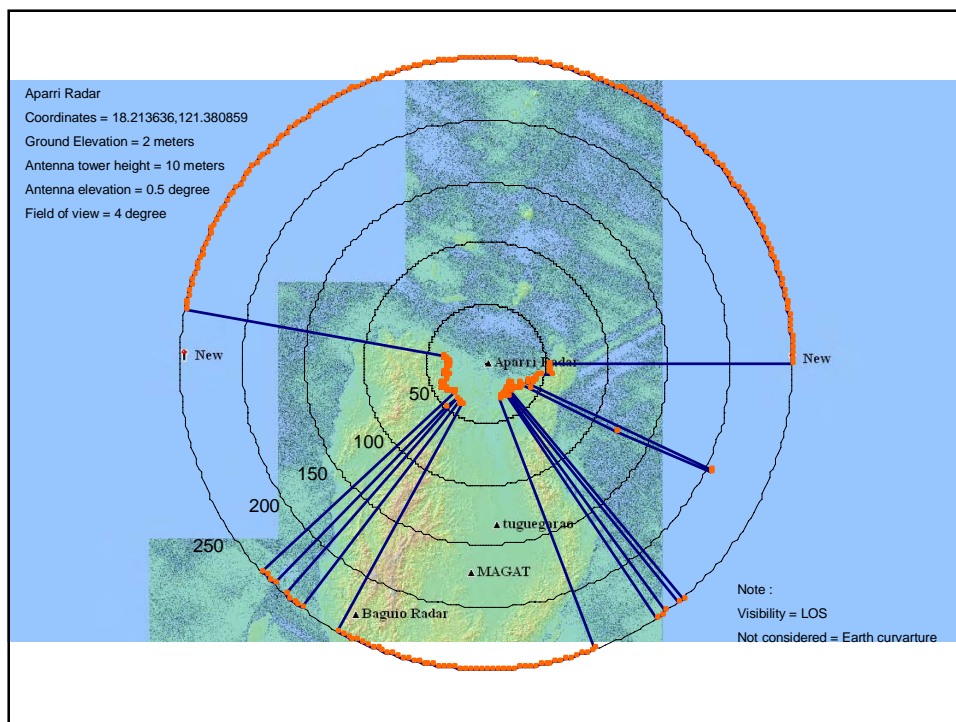 Aparri Radar
Coordinates = 18.213636,121.380859
Ground Elevation = 2 meters
Antenna tower height = 10 meters
Antenna elevation = 0.5 degree
Field of view = 4 degree
New
Aparri Radar
New
50
100
150
200
250
tuguegarao
MAGAT
Baguio Radar
Note :
Visibility = LOS
Not considered = Earth curvarture